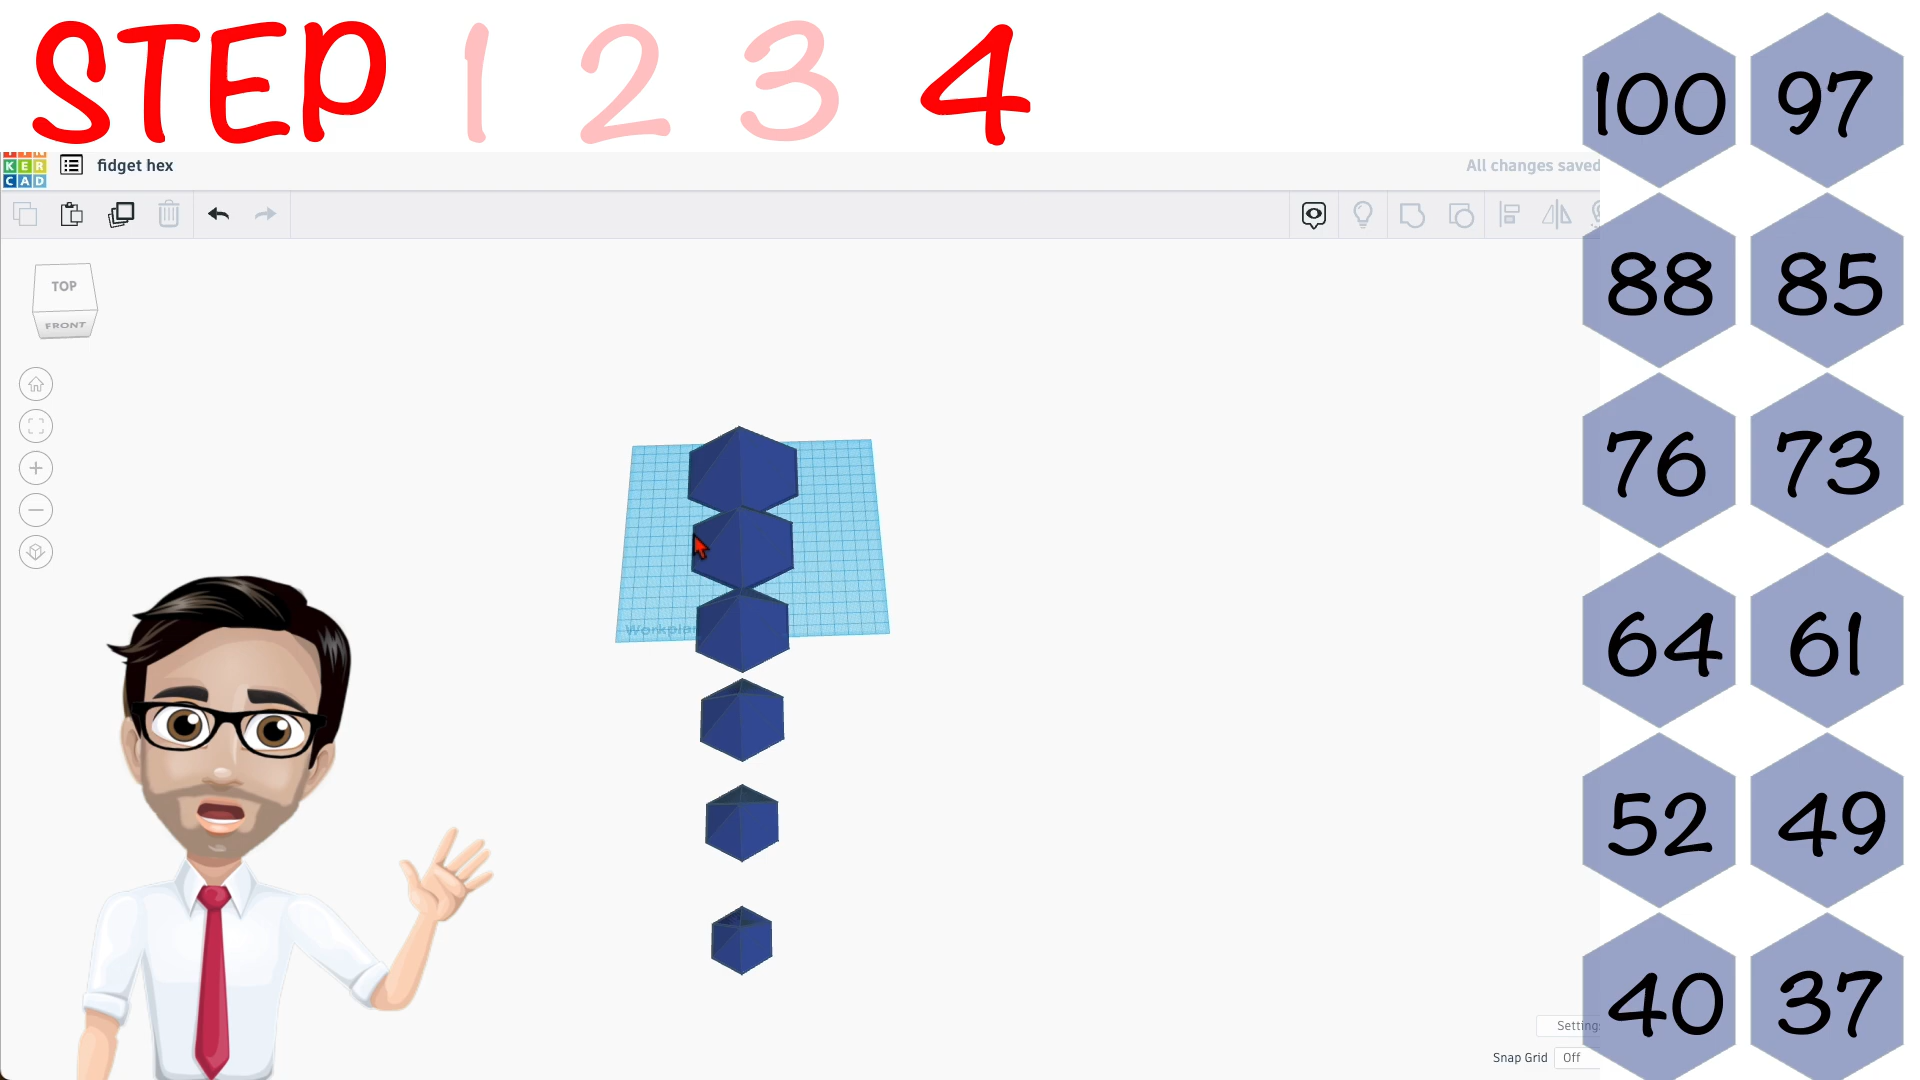 STEP 1 2 3 4
100 97
TIN
KER
CAD
fidget hex
All changes saved
88 85
TOP
FRONT
76 73
64 61
52 49
40 37
Snap Grid Off